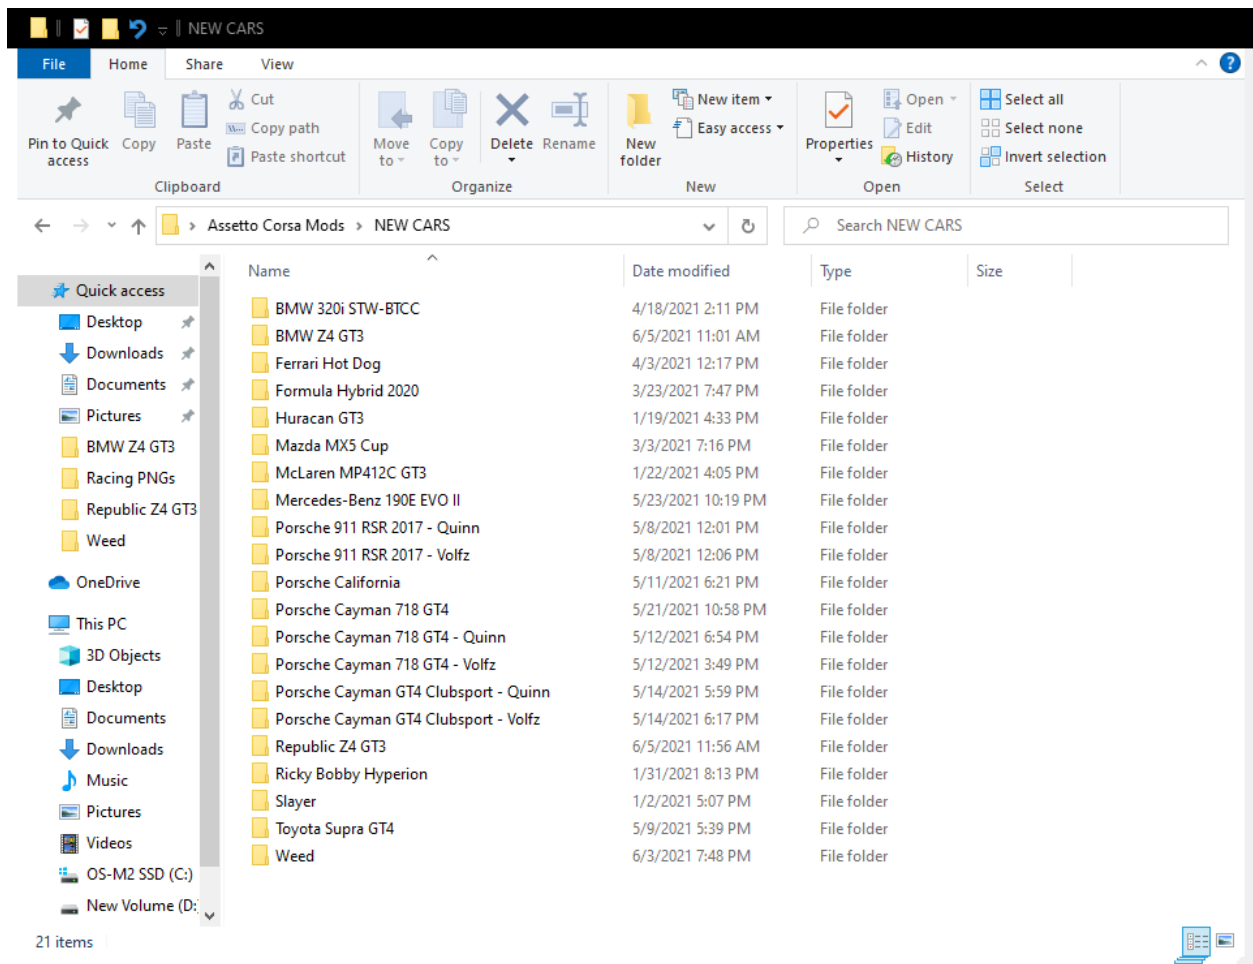 NEW CARS
File Home Share View
Pin to Quick access
Copy
Paste
Cut
Copy path
Paste shortcut
Clipboard
Move to
Copy to
Delete
Rename
Organize
New folder
New item
Easy access
New
Properties
Open
Edit
History
Open
Select all
Select none
Invert selection
Select
Assetto Corsa Mods > NEW CARS
Search NEW CARS
Quick access
Desktop
Downloads
Documents
Pictures
BMW Z4 GT3
Racing PNGs
Republic Z4 GT3
Weed
OneDrive
This PC
3D Objects
Desktop
Documents
Downloads
Music
Pictures
Videos
OS-M2 SSD (C:)
New Volume (D:
Name Date modified Type Size
BMW 320i STW-BTCC 4/18/2021 2:11 PM File folder
BMW Z4 GT3 6/5/2021 11:01 AM File folder
Ferrari Hot Dog 4/3/2021 12:17 PM File folder
Formula Hybrid 2020 3/23/2021 7:47 PM File folder
Huracan GT3 1/19/2021 4:33 PM File folder
Mazda MX5 Cup 3/3/2021 7:16 PM File folder
McLaren MP412C GT3 1/22/2021 4:05 PM File folder
Mercedes-Benz 190E EVO II 5/23/2021 10:19 PM File folder
Porsche 911 RSR 2017 - Quinn 5/8/2021 12:01 PM File folder
Porsche 911 RSR 2017 - Volfz 5/8/2021 12:06 PM File folder
Porsche California 5/11/2021 6:21 PM File folder
Porsche Cayman 718 GT4 5/21/2021 10:58 PM File folder
Porsche Cayman 718 GT4 - Quinn 5/12/2021 6:54 PM File folder
Porsche Cayman 718 GT4 - Volfz 5/12/2021 3:49 PM File folder
Porsche Cayman GT4 Clubsport - Quinn 5/14/2021 5:59 PM File folder
Porsche Cayman GT4 Clubsport - Volfz 5/14/2021 6:17 PM File folder
Republic Z4 GT3 6/5/2021 11:56 AM File folder
Ricky Bobby Hyperion 1/31/2021 8:13 PM File folder
Slayer 1/2/2021 5:07 PM File folder
Toyota Supra GT4 5/9/2021 5:39 PM File folder
Weed 6/3/2021 7:48 PM File folder
21 items